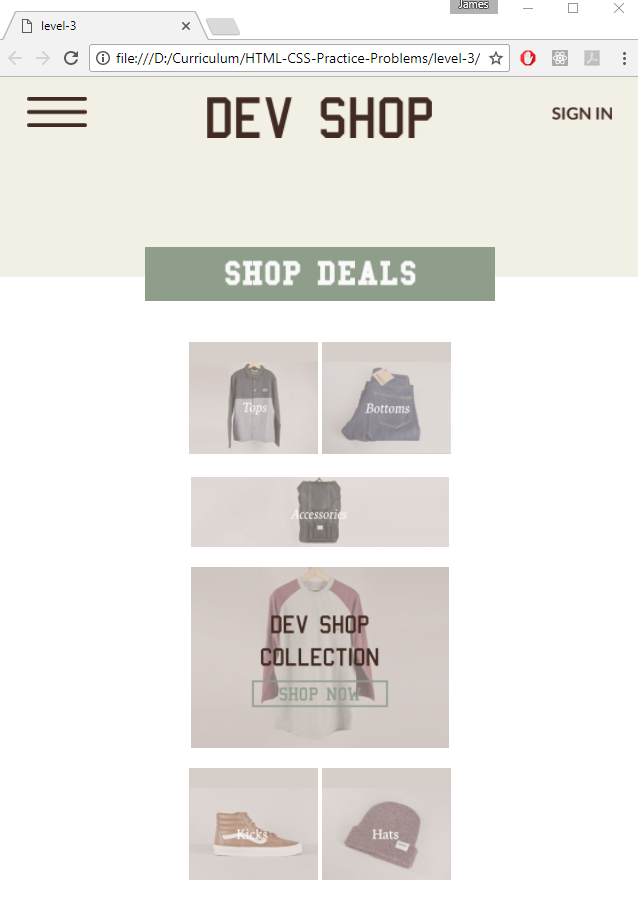 James
level-3
file:///D:/Curriculum/HTML-CSS-Practice-Problems/level-3/
DEV SHOP
SIGN IN
SHOP DEALS
Tops
Bottoms
Accessories
DEV SHOP
COLLECTION
SHOP NOW
Kicks
Hats